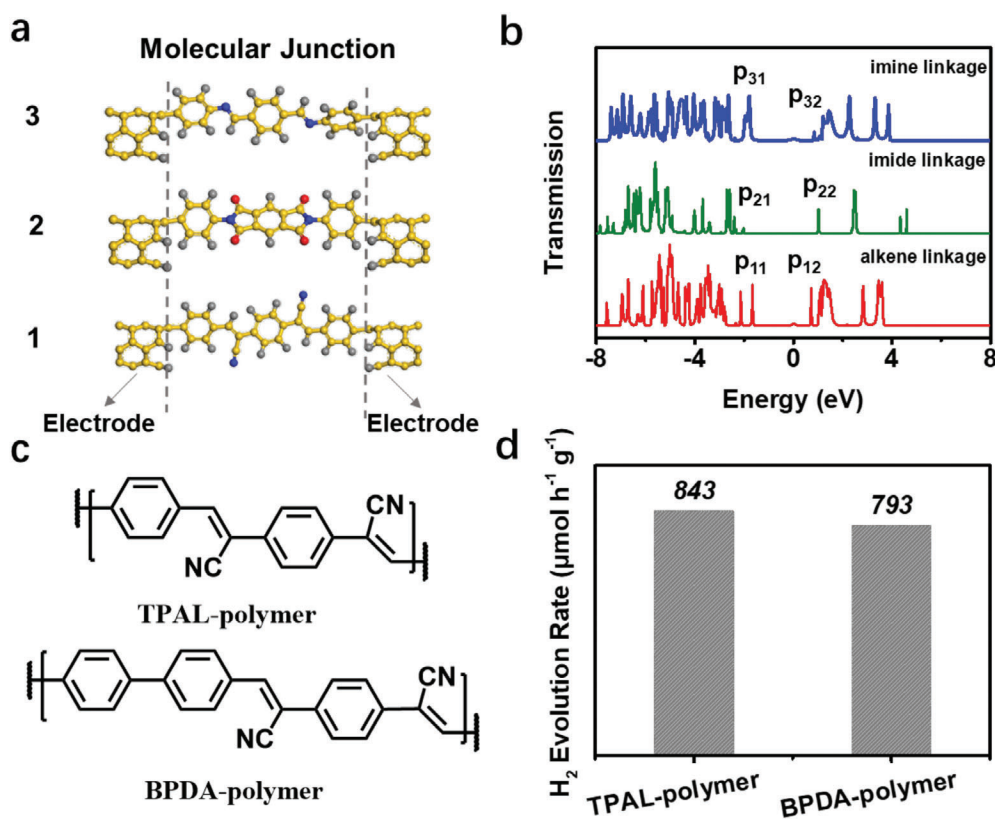 a
Molecular Junction
3
2
1
Electrode
Electrode
b
Transmission
p31
p32
imine linkage
p21
p22
imide linkage
p11
p12
alkene linkage
-8
-4
0
4
8
Energy (eV)
c
CN
NC
TPAL-polymer
CN
NC
BPDA-polymer
d
H2 Evolution Rate (μmol h-1 g-1)
843
793
TPAL-polymer
BPDA-polymer